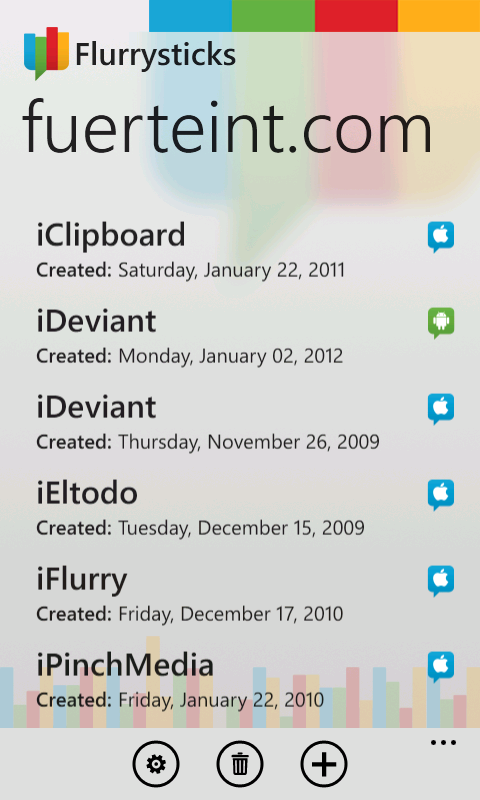 Flurrysticks
fuerteint.com
iClipboard
Created: Saturday, January 22, 2011
iDeviant
Created: Monday, January 02, 2012
iDeviant
Created: Thursday, November 26, 2009
iEltodo
Created: Tuesday, December 15, 2009
iFlurry
Created: Friday, December 17, 2010
iPinchMedia
Created: Friday, January 22, 2010